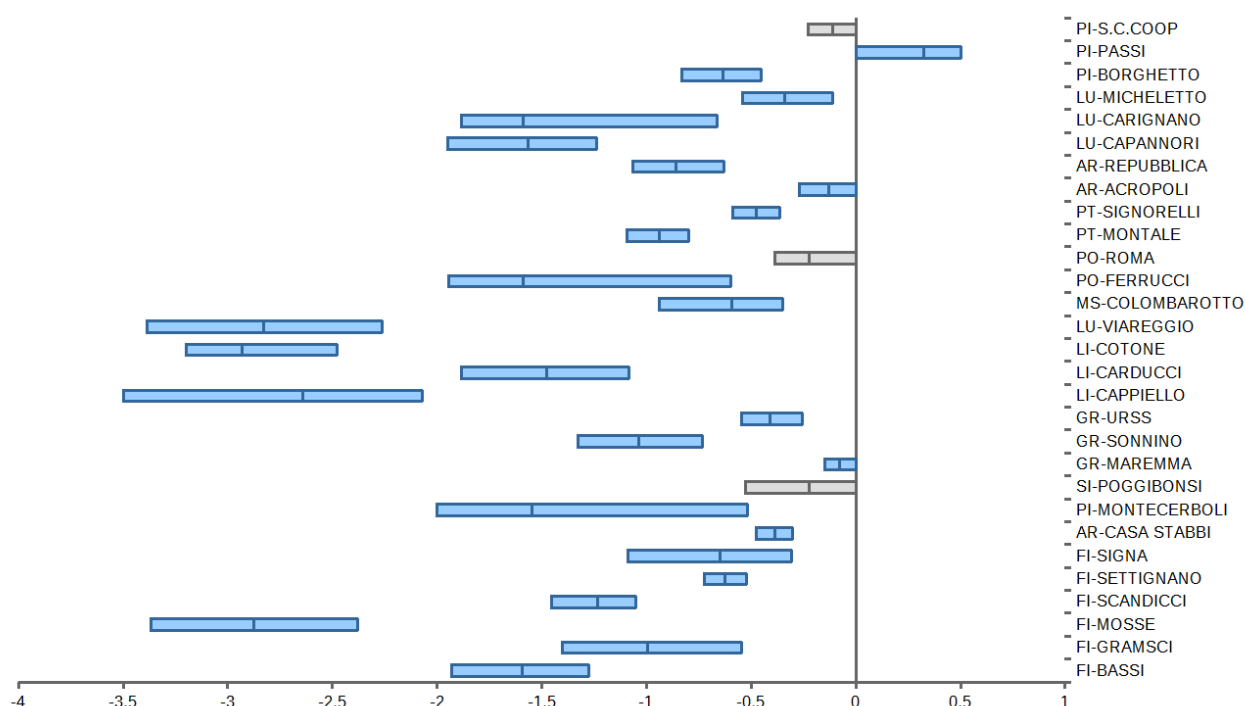 PI-S.C.COOP
PI-PASSI
PI-BORGHETTO
LU-MICHELETTO
LU-CARIGNANO
LU-CAPANNORI
AR-REPUBBLICA
AR-ACROPOLI
PT-SIGNORELLI
PT-MONTALE
PO-ROMA
PO-FERRUCCI
MS-COLOMBAROTTO
LU-VIAREGGIO
LI-COTONE
LI-CARDUCCI
LI-CAPPIELLO
GR-URSS
GR-SONNINO
GR-MAREMMA
SI-POGGIBONSI
PI-MONTECERBOLI
AR-CASA STABBI
FI-SIGNA
FI-SETTIGNANO
FI-SCANDICCI
FI-MOSSE
FI-GRAMSCI
FI-BASSI
-4 -3.5 -3 -2.5 -2 -1.5 -1 -0.5 0 0.5 1